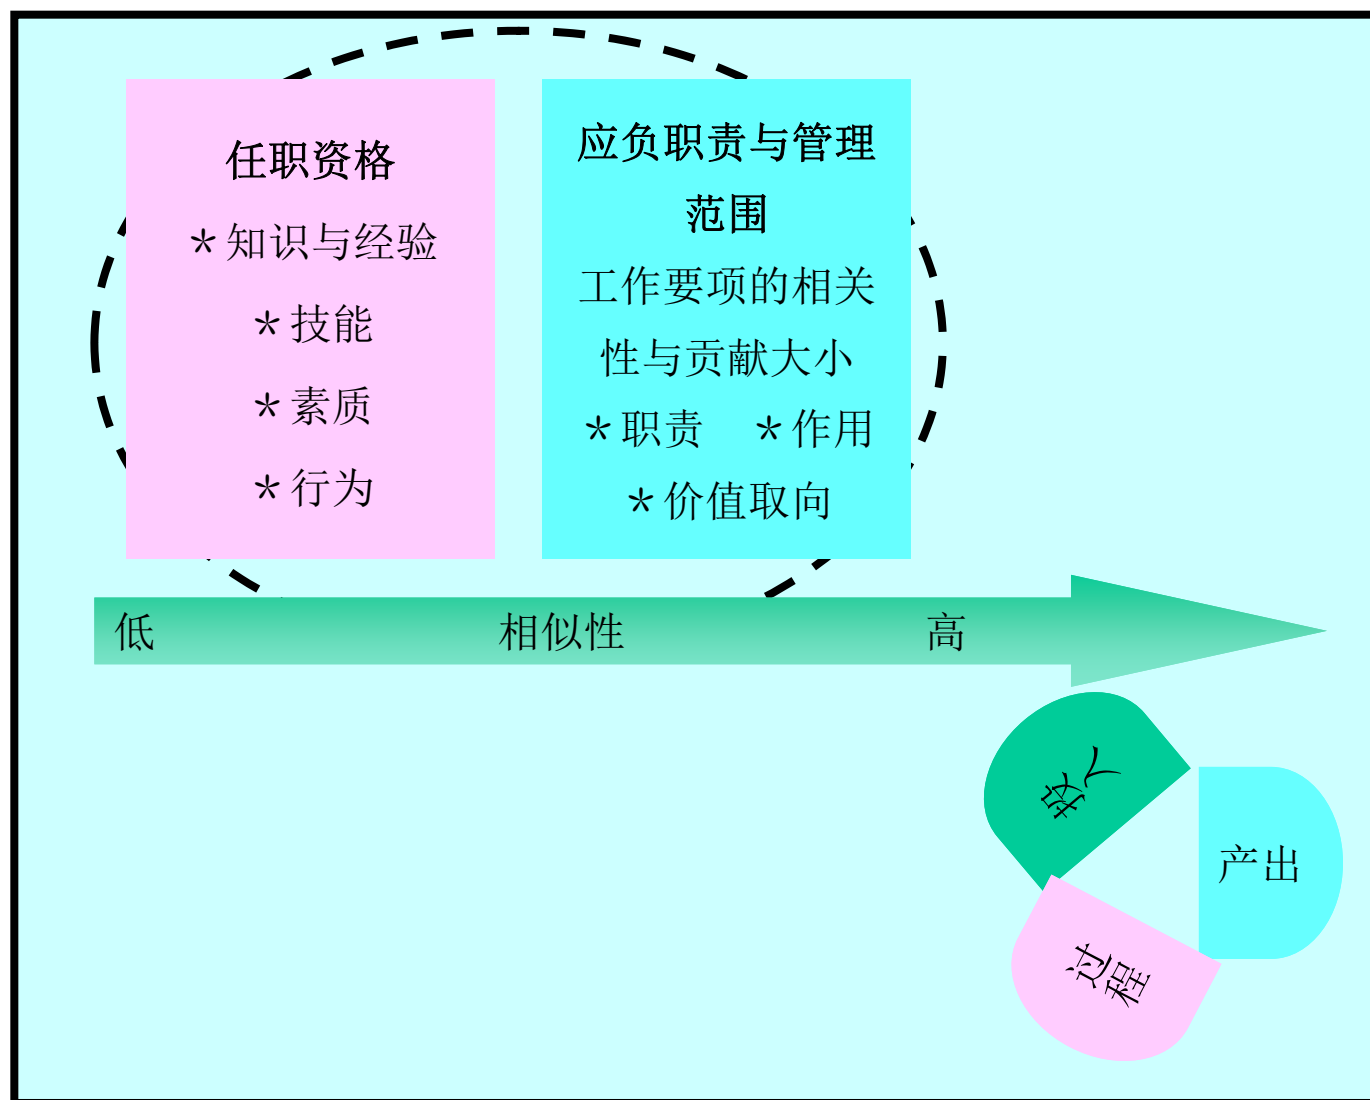 任职资格
＊知识与经验
＊技能
＊素质
＊行为
应负职责与管理
范围
工作要项的相关
性与贡献大小
＊职责 ＊作用
＊价值取向
低 相似性 高
投入
产出
过程